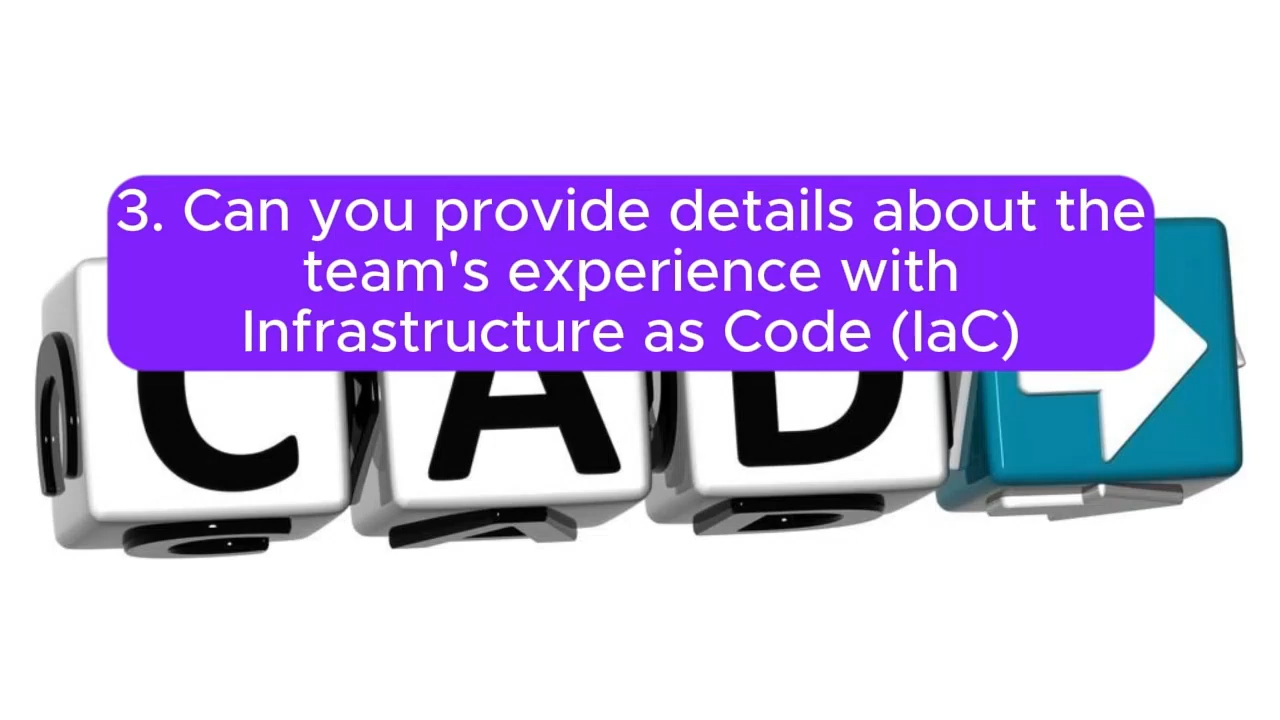 3. Can you provide details about the
team's experience with
Infrastructure as Code (IaC)
C A D